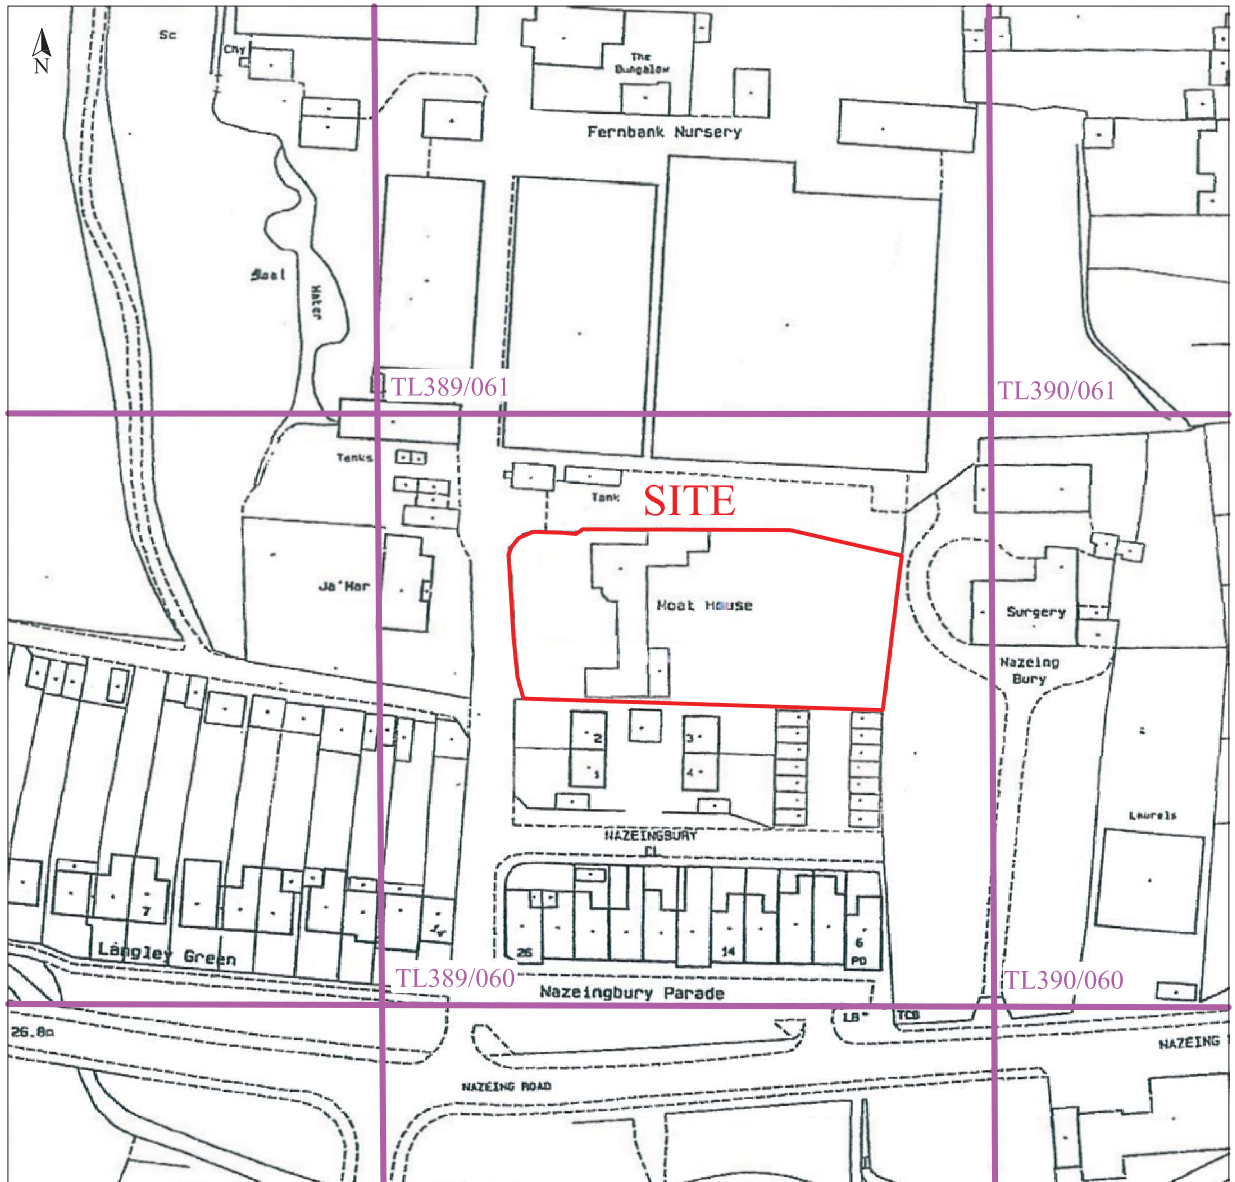 Sc
Chy
N
The
Bungalow
Fernbank Nursery
Moat
Water
TL389/061
TL390/061
Tanks
Tank
SITE
Ja'Mar
Moat House
Surgery
Nazeing
Bury
2
3
1
4
Laurels
NAZEINGBURY
CL
7
26
14
6
PO
Langley Green
TL389/060
TL390/060
Nazeingbury Parade
LB
TCB
26.8m
NAZEING
NAZEING ROAD